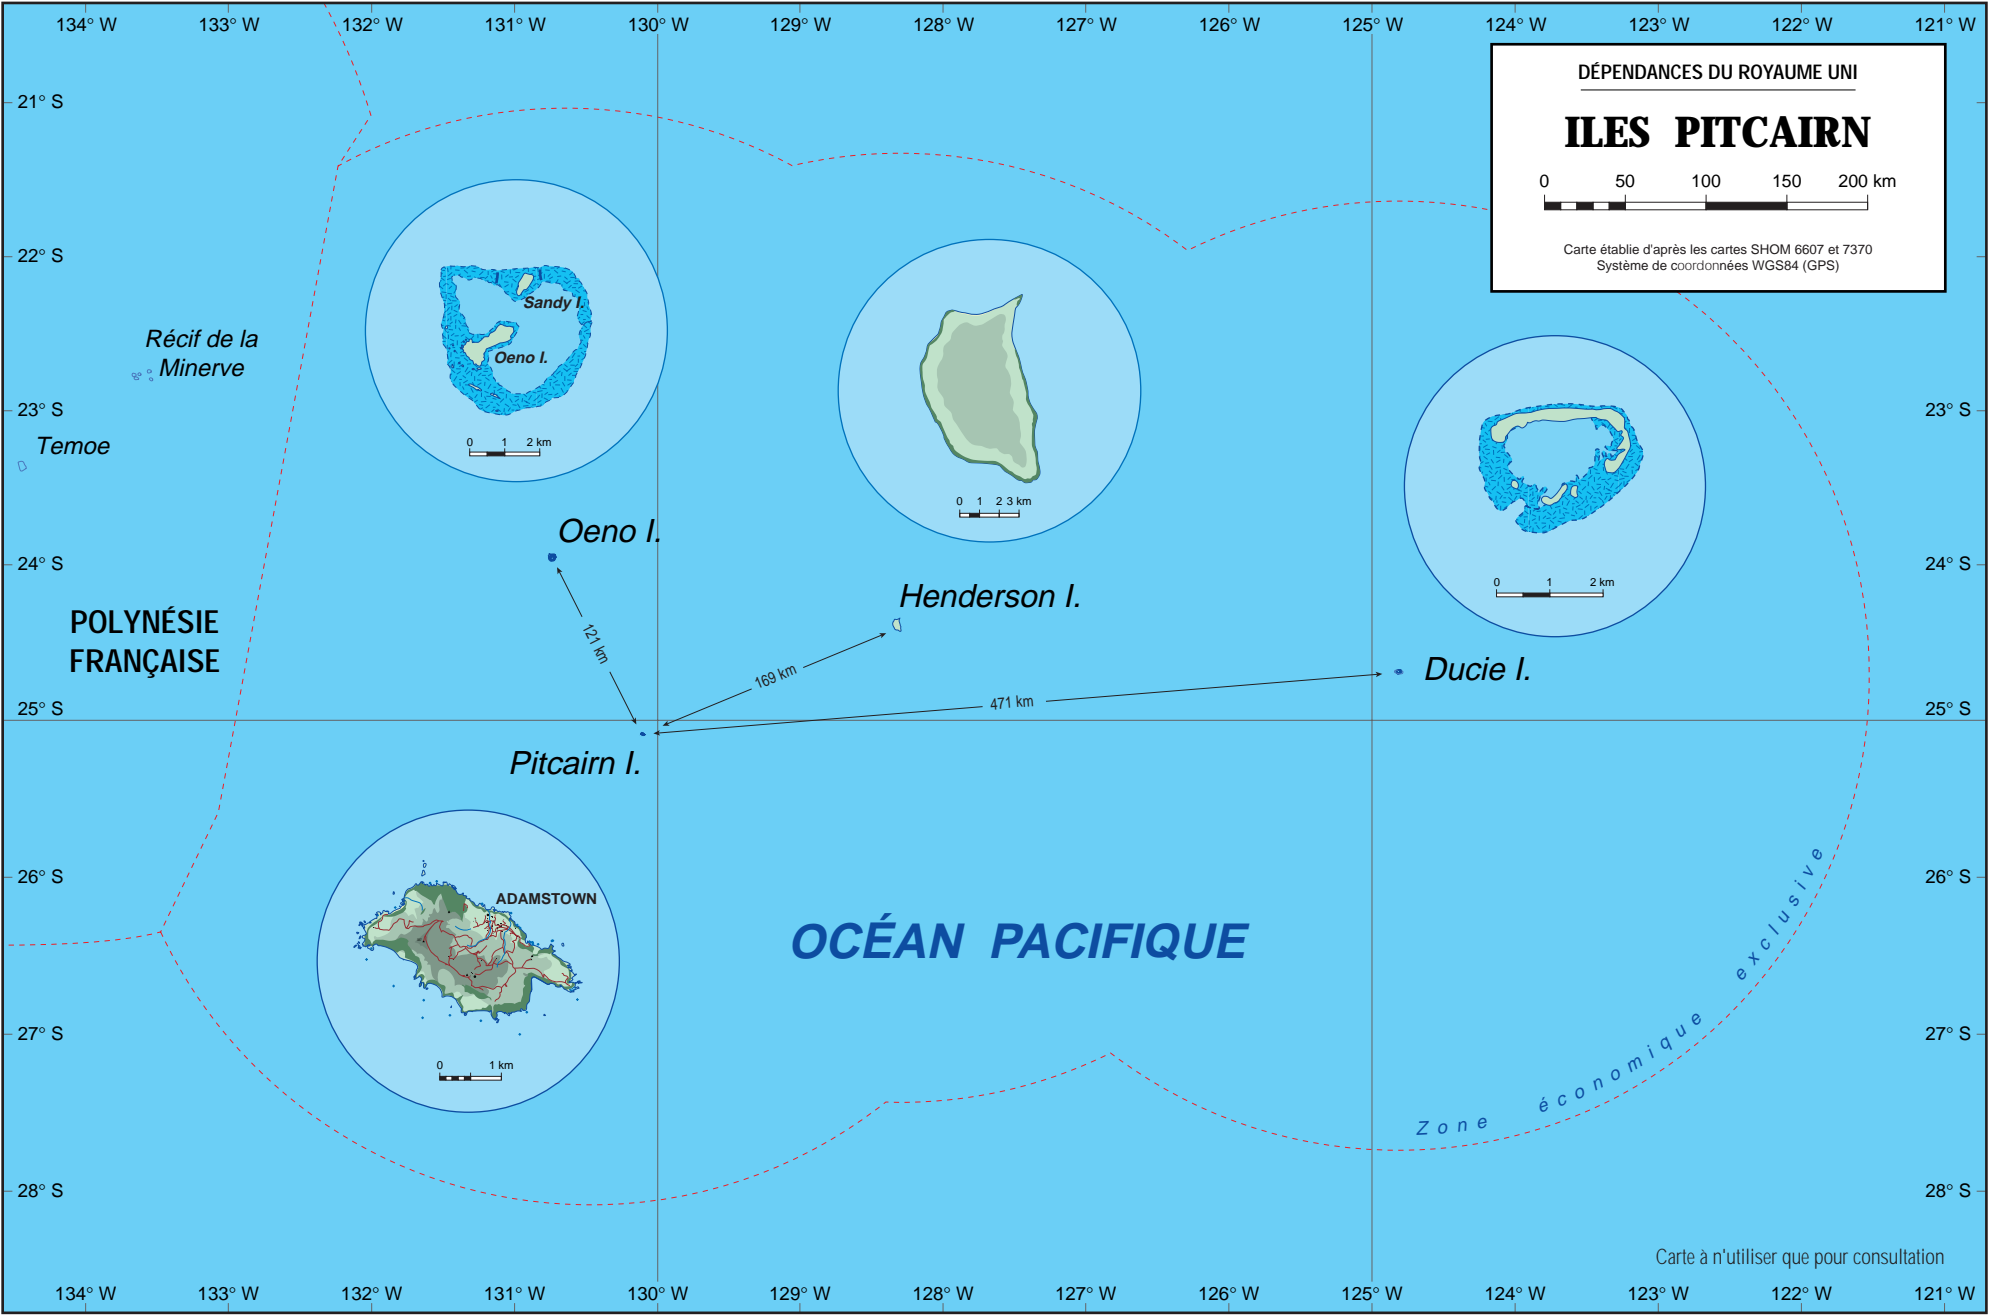 134° W 133° W 132° W 131° W 130° W 129° W 128° W 127° W 126° W 125° W 124° W 123° W 122° W 121° W
DÉPENDANCES DU ROYAUME UNI
ILES PITCAIRN
0 50 100 150 200 km
Carte établie d'après les cartes SHOM 6607 et 7370
Système de coordonnées WGS84 (GPS)
21° S
22° S
Sandy I.
Oeno I.
0 1 2 km
Récif de la
Minerve
23° S
23° S
Temoe
0 1 2 3 km
Oeno I.
24° S
24° S
0 1 2 km
Henderson I.
POLYNÉSIE
FRANÇAISE
121 km
169 km
Ducie I.
471 km
25° S
25° S
Pitcairn I.
26° S
26° S
ADAMSTOWN
OCÉAN PACIFIQUE
Zone économique exclusive
27° S
27° S
0 1 km
28° S
28° S
Carte à n'utiliser que pour consultation
134° W 133° W 132° W 131° W 130° W 129° W 128° W 127° W 126° W 125° W 124° W 123° W 122° W 121° W